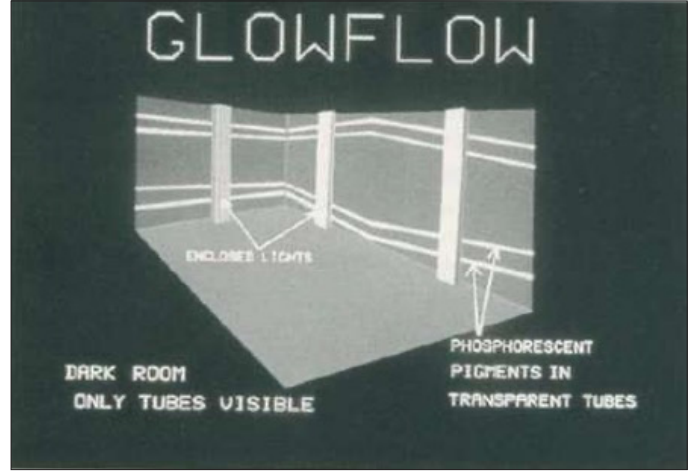 GLOWFLOW
ENCLOSED LIGHTS
PHOSPHORESCENT
PIGMENTS IN
TRANSPARENT TUBES
DARK ROOM
ONLY TUBES VISIBLE